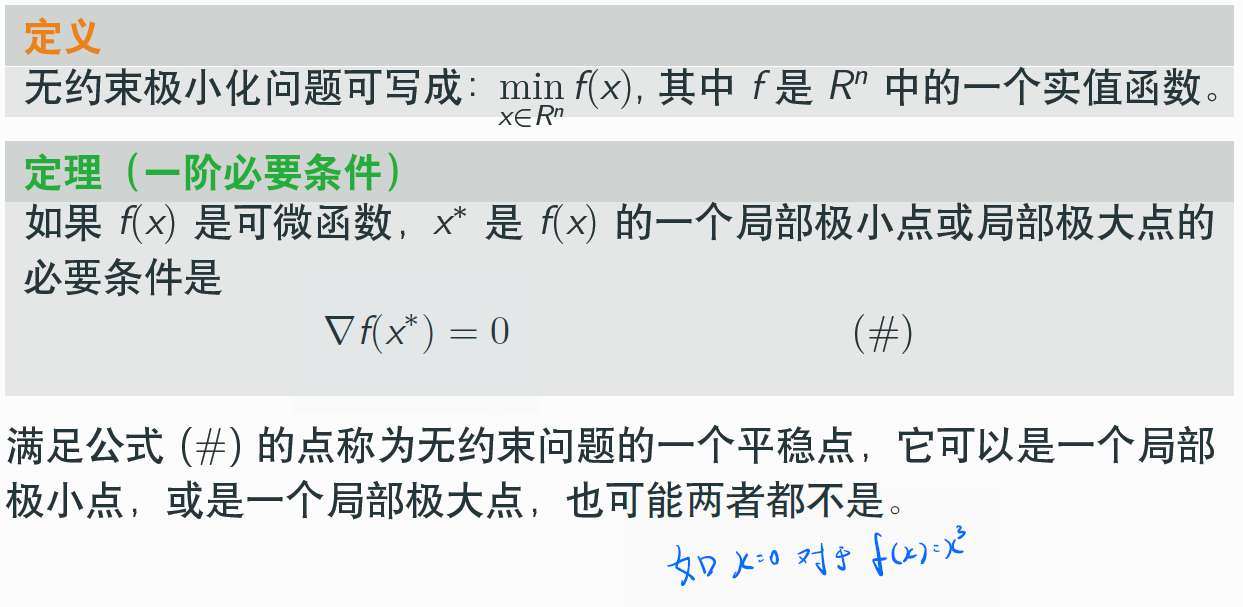 定义
无约束极小化问题可写成：min f(x), 其中 f 是 Rⁿ 中的一个实值函数。
x∈Rⁿ
定理（一阶必要条件）
如果 f(x) 是可微函数，x* 是 f(x) 的一个局部极小点或局部极大点的
必要条件是
∇f(x*) = 0 (#)
满足公式 (#) 的点称为无约束问题的一个平稳点，它可以是一个局部
极小点，或是一个局部极大点，也可能两者都不是。
如 x=0 对于 f(x)=x³